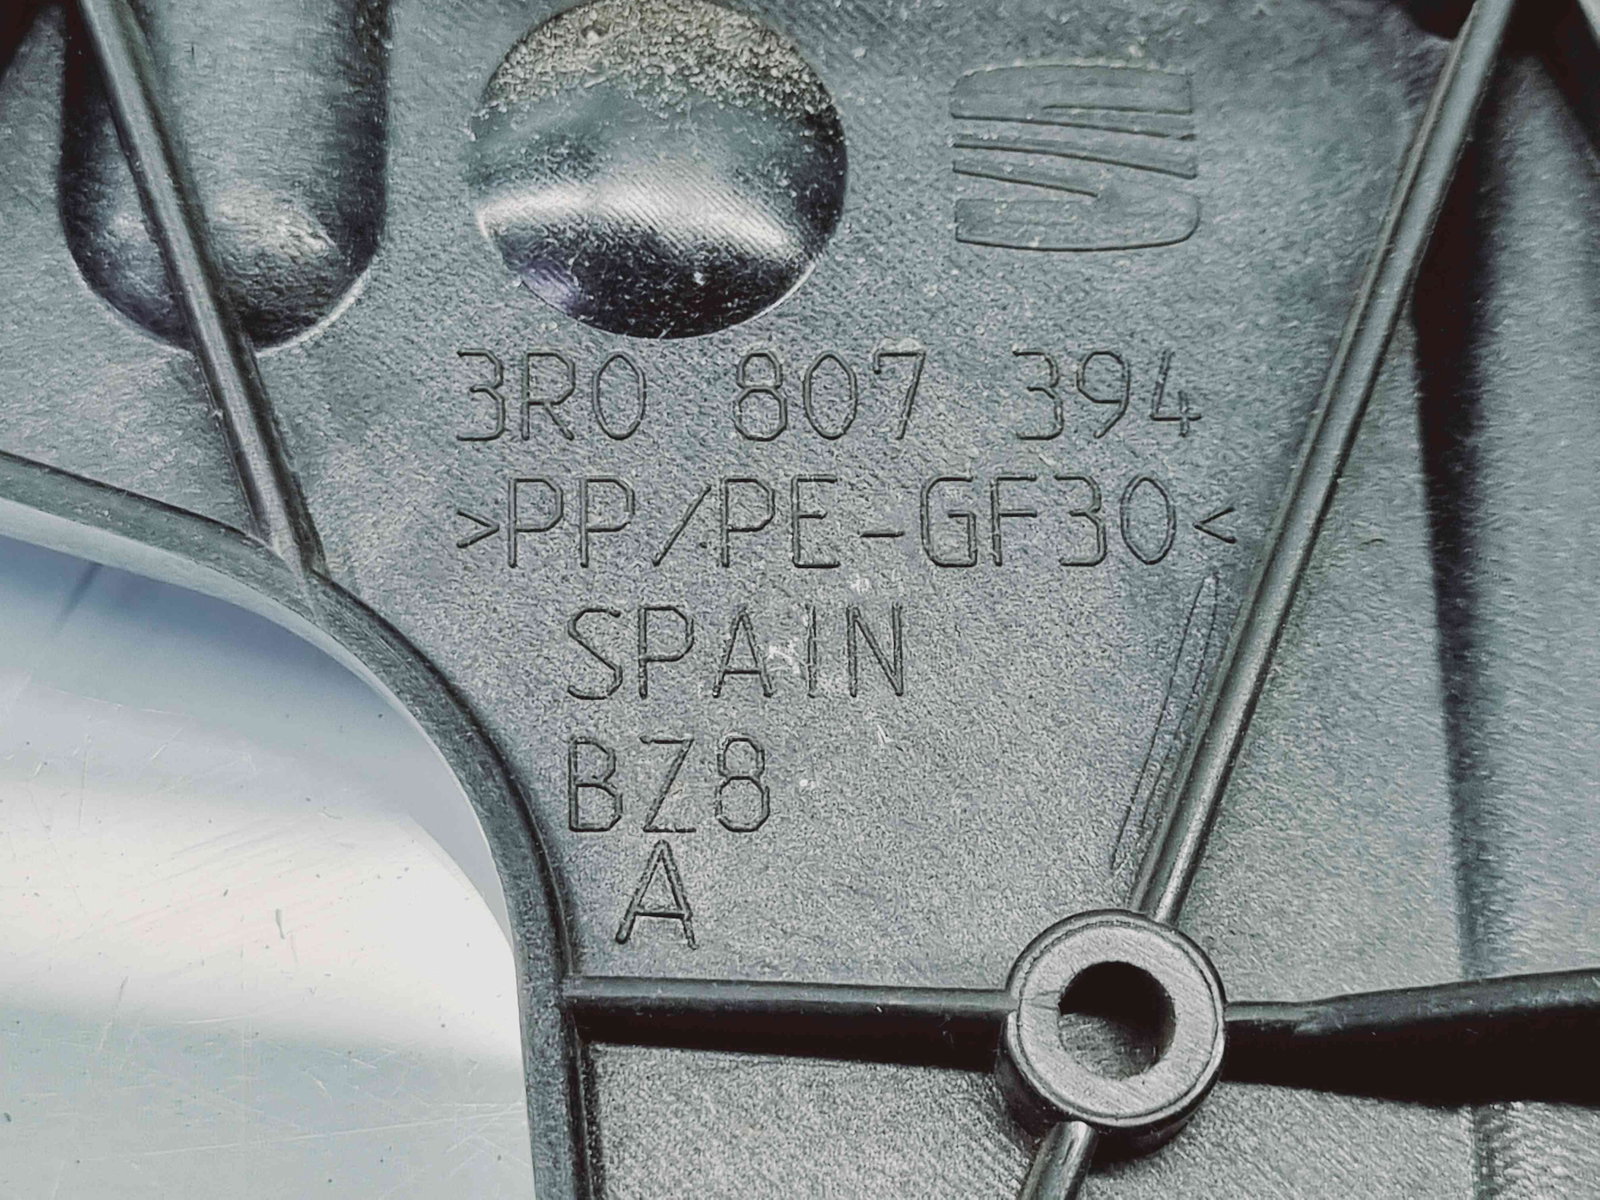 3R0 807 394
>PP/PE-GF30<
SPAIN
BZ8
A